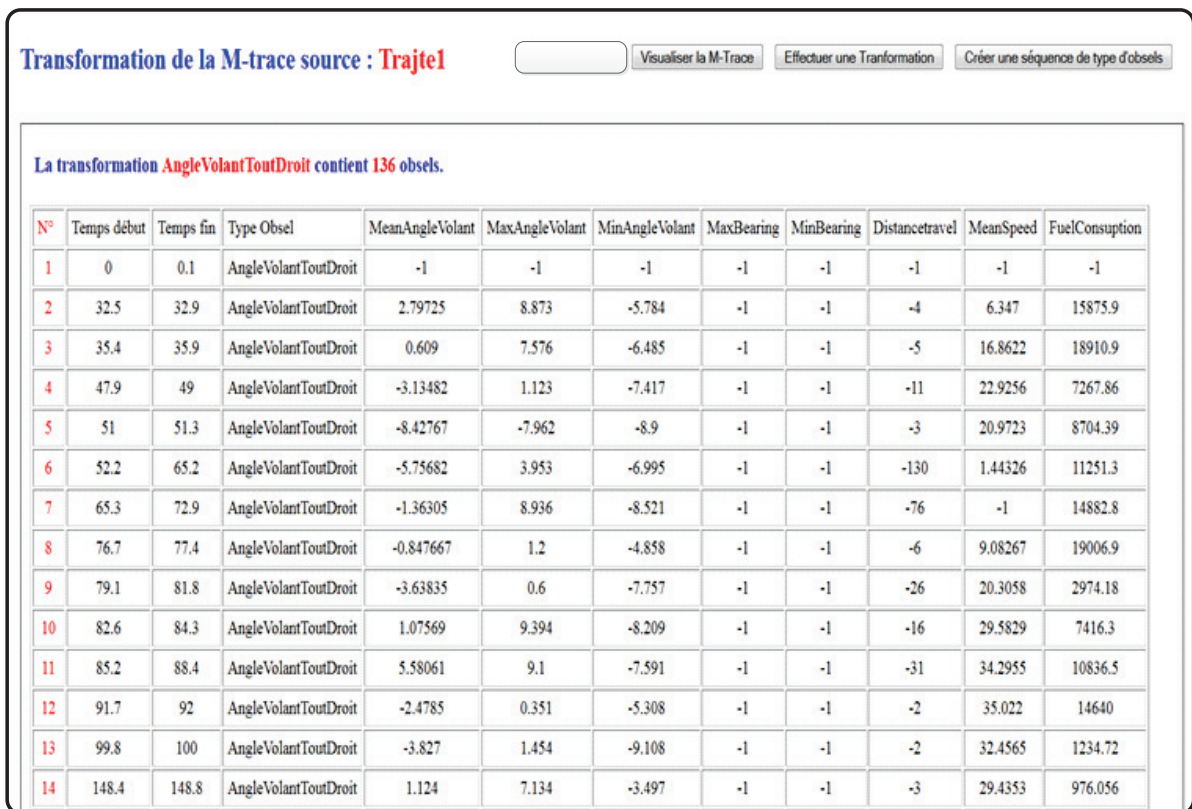 Transformation de la M-trace source : Trajte1 Visualiser la M-Trace Effectuer une Tranformation Créer une séquence de type d'obsels
La transformation AngleVolantToutDroit contient 136 obsels.
N° Temps début Temps fin Type Obsel MeanAngleVolant MaxAngleVolant MinAngleVolant MaxBearing MinBearing Distancetravel MeanSpeed FuelConsuption
1 0 0.1 AngleVolantToutDroit -1 -1 -1 -1 -1 -1 -1 -1
2 32.5 32.9 AngleVolantToutDroit 2.79725 8.873 -5.784 -1 -1 -4 6.347 15875.9
3 35.4 35.9 AngleVolantToutDroit 0.609 7.576 -6.485 -1 -1 -5 16.8622 18910.9
4 47.9 49 AngleVolantToutDroit -3.13482 1.123 -7.417 -1 -1 -11 22.9256 7267.86
5 51 51.3 AngleVolantToutDroit -8.42767 -7.962 -8.9 -1 -1 -3 20.9723 8704.39
6 52.2 65.2 AngleVolantToutDroit -5.75682 3.953 -6.995 -1 -1 -130 1.44326 11251.3
7 65.3 72.9 AngleVolantToutDroit -1.36305 8.936 -8.521 -1 -1 -76 -1 14882.8
8 76.7 77.4 AngleVolantToutDroit -0.847667 1.2 -4.858 -1 -1 -6 9.08267 19006.9
9 79.1 81.8 AngleVolantToutDroit -3.63835 0.6 -7.757 -1 -1 -26 20.3058 2974.18
10 82.6 84.3 AngleVolantToutDroit 1.07569 9.394 -8.209 -1 -1 -16 29.5829 7416.3
11 85.2 88.4 AngleVolantToutDroit 5.58061 9.1 -7.591 -1 -1 -31 34.2955 10836.5
12 91.7 92 AngleVolantToutDroit -2.4785 0.351 -5.308 -1 -1 -2 35.022 14640
13 99.8 100 AngleVolantToutDroit -3.827 1.454 -9.108 -1 -1 -2 32.4565 1234.72
14 148.4 148.8 AngleVolantToutDroit 1.124 7.134 -3.497 -1 -1 -3 29.4353 976.056